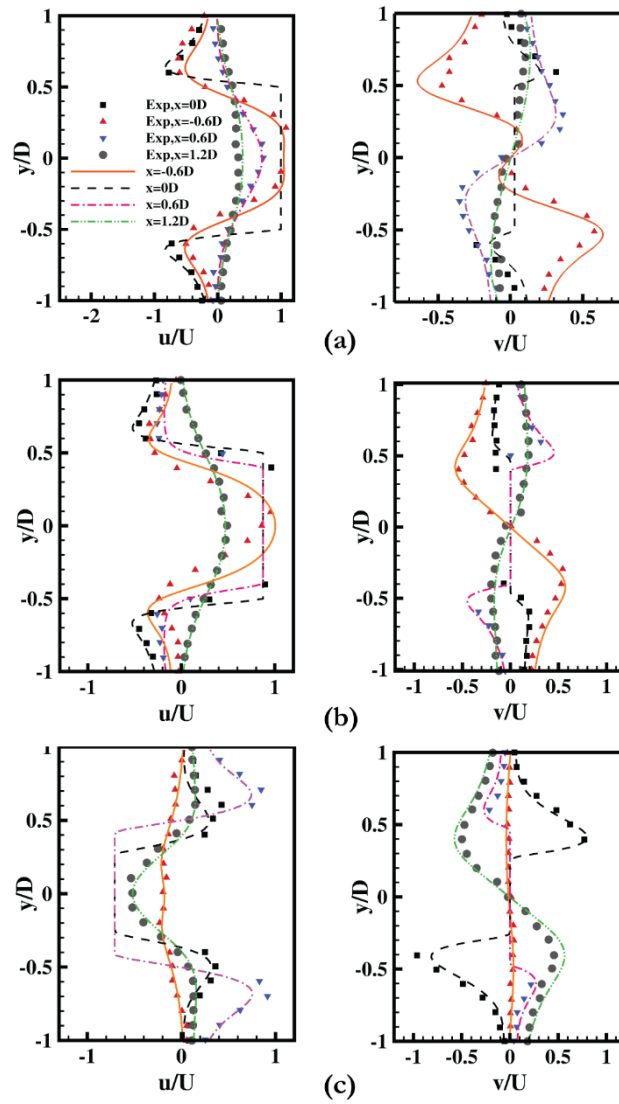 1
0.5
0
-0.5
-1
y/D
Exp,x=0D
Exp,x=-0.6D
Exp,x=0.6D
Exp,x=1.2D
x=-0.6D
x=0D
x=0.6D
x=1.2D
-2 -1 0 1
u/U
1
0.5
0
-0.5
-1
y/D
-0.5 0 0.5
v/U
(a)
1
0.5
0
-0.5
-1
y/D
-1 0 1
u/U
1
0.5
0
-0.5
-1
y/D
-1 -0.5 0 0.5 1
v/U
(b)
1
0.5
0
-0.5
-1
y/D
-1 0 1
u/U
1
0.5
0
-0.5
-1
y/D
-1 -0.5 0 0.5 1
v/U
(c)